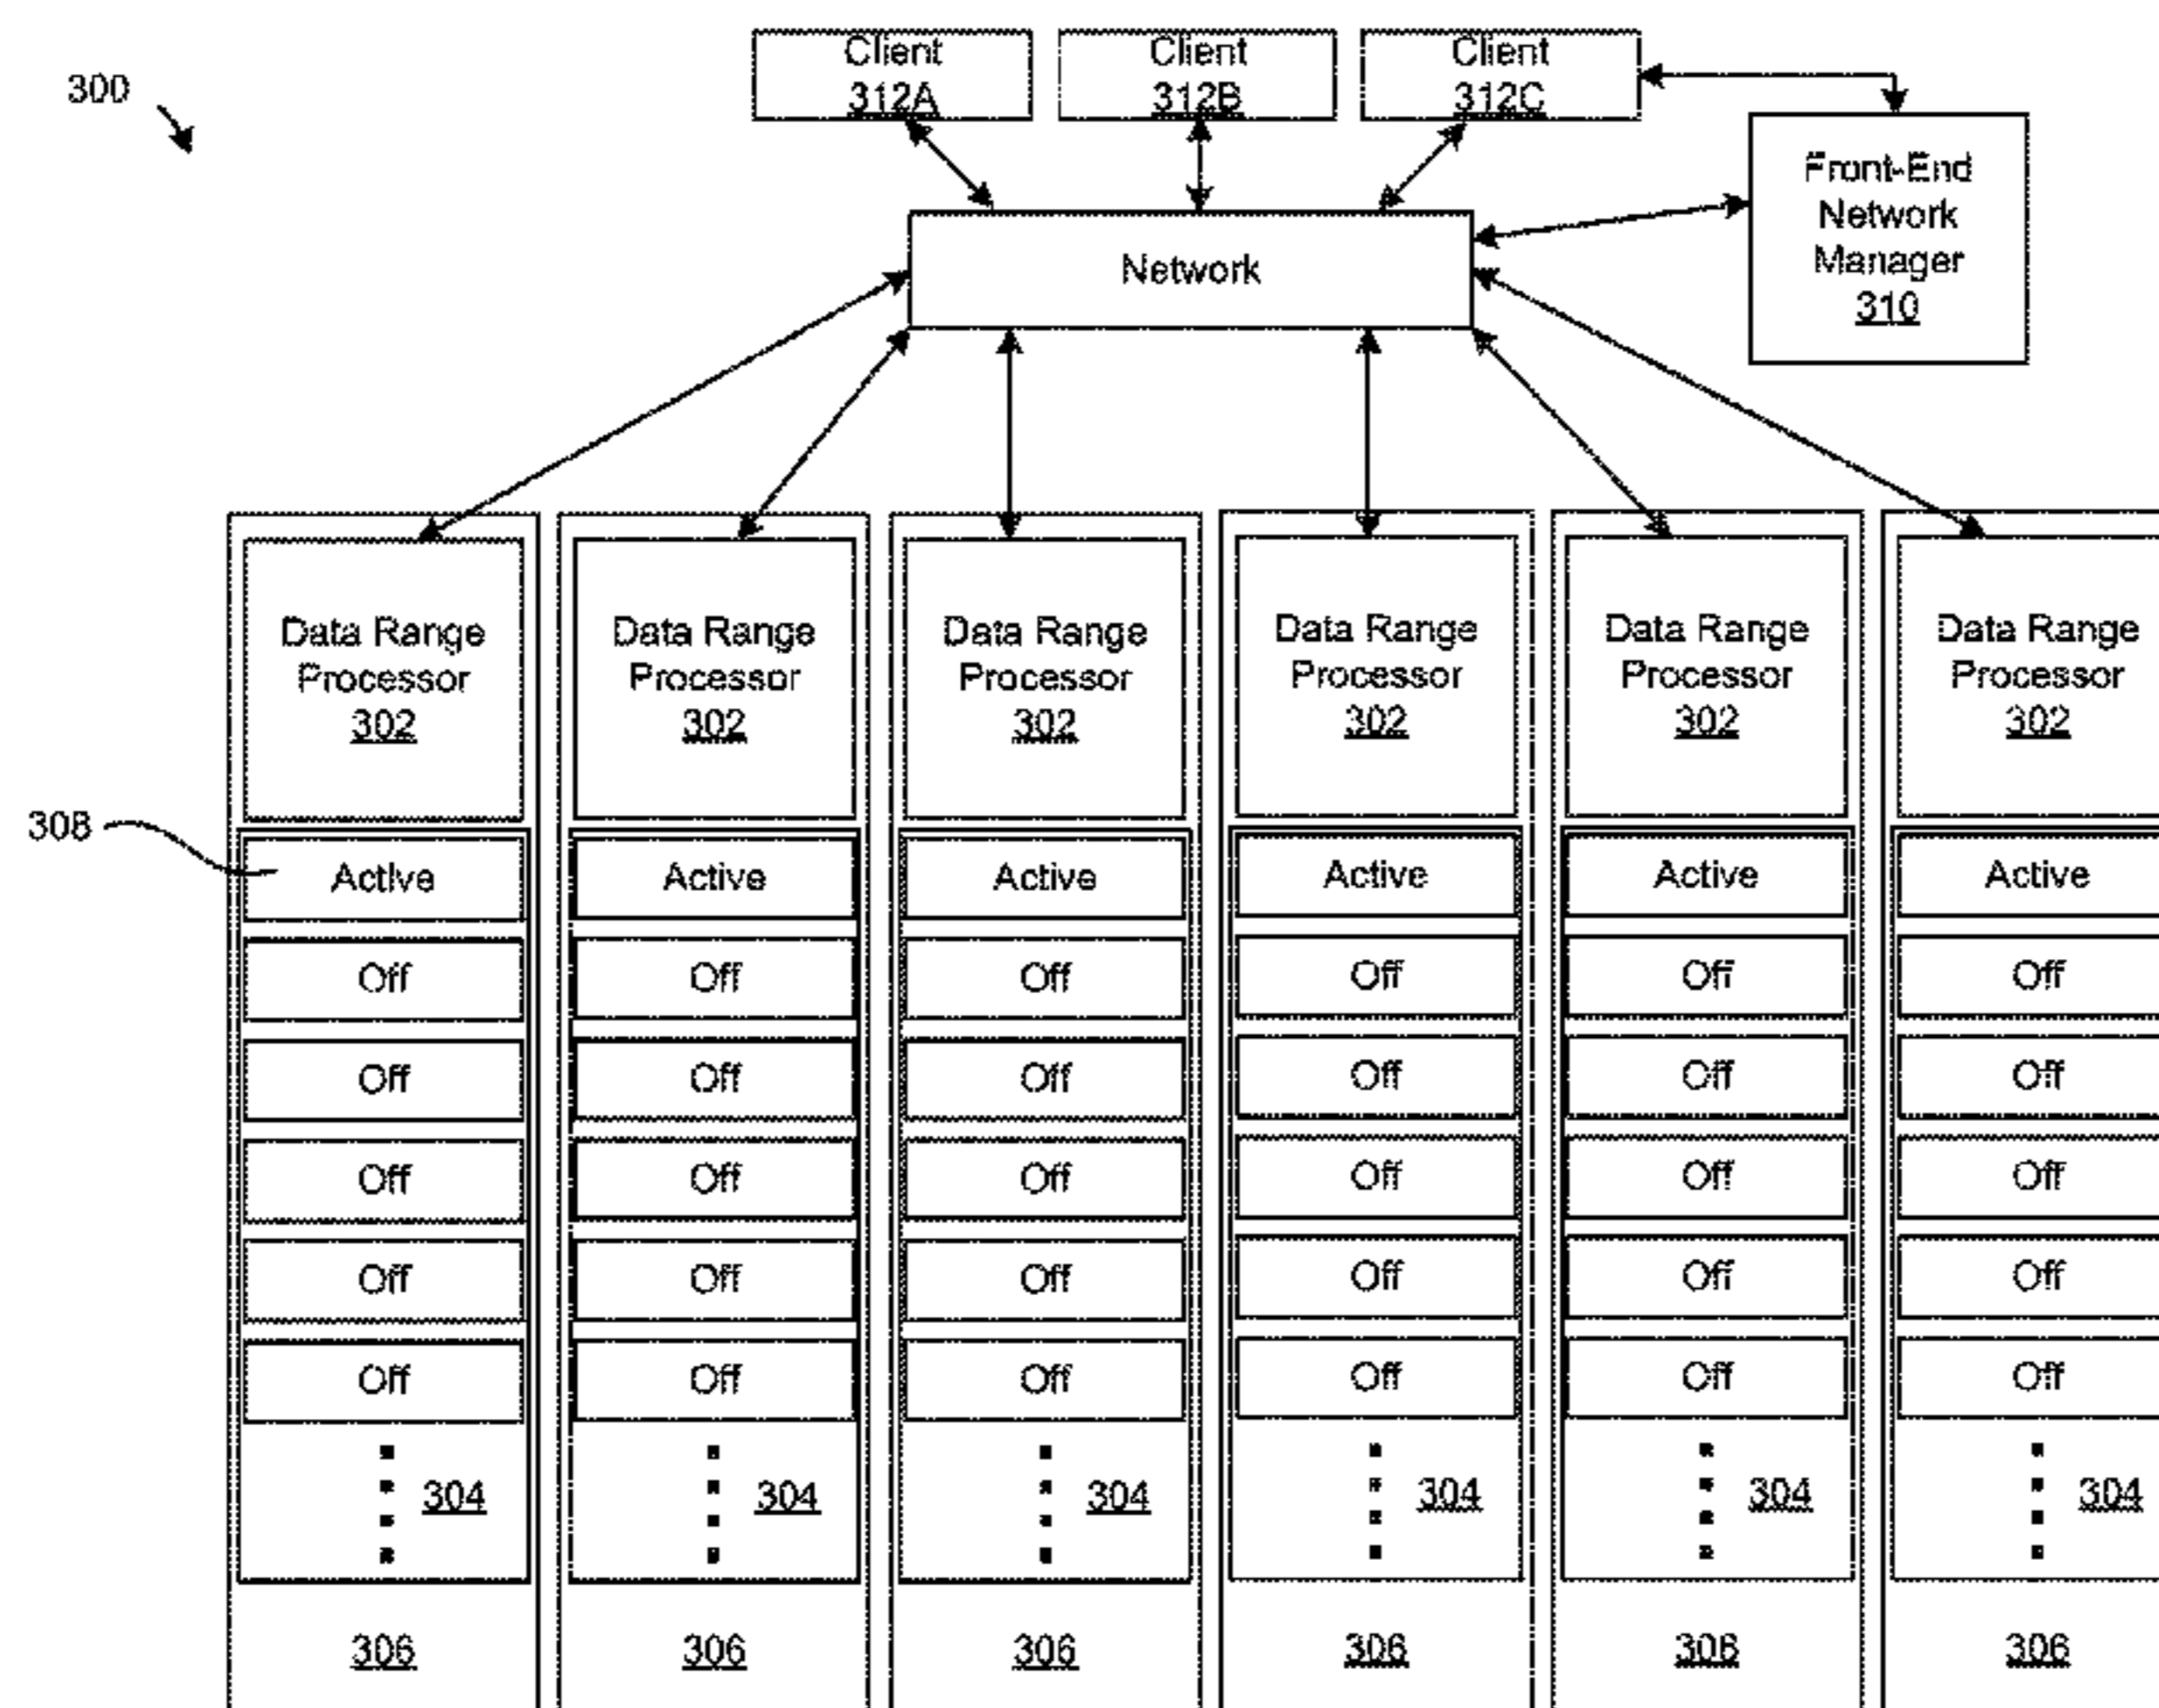 300
Client Client Client
312A 312B 312C
Front-End
Network
Manager
310
Network
Data Range Data Range Data Range Data Range Data Range Data Range
Processor Processor Processor Processor Processor Processor
302 302 302 302 302 302
308
Active Active Active Active Active Active
Off Off Off Off Off Off
Off Off Off Off Off Off
Off Off Off Off Off Off
Off Off Off Off Off Off
Off Off Off Off Off Off
304 304 304 304 304 304
306 306 306 306 306 306